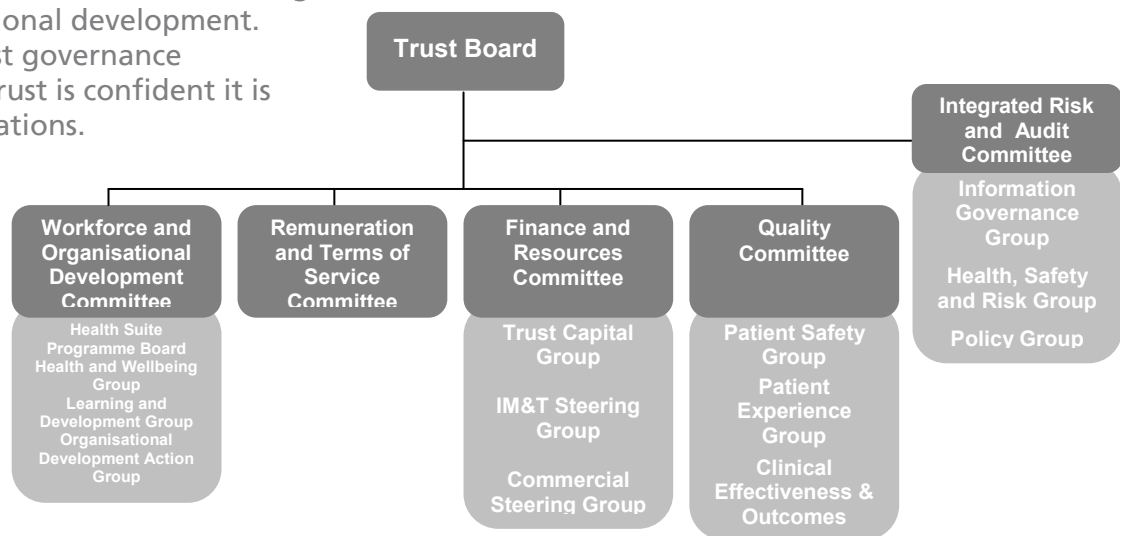 ional development.
st governance
rust is confident it is
ations.
Trust Board
Integrated Risk
and Audit
Committee
Information
Governance
Group
Health, Safety
and Risk Group
Policy Group
Workforce and
Organisational
Development
Committee
Health Suite
Programme Board
Health and Wellbeing
Group
Learning and
Development Group
Organisational
Development Action
Group
Remuneration
and Terms of
Service
Committee
Finance and
Resources
Committee
Trust Capital
Group
IM&T Steering
Group
Commercial
Steering Group
Quality
Committee
Patient Safety
Group
Patient
Experience
Group
Clinical
Effectiveness &
Outcomes